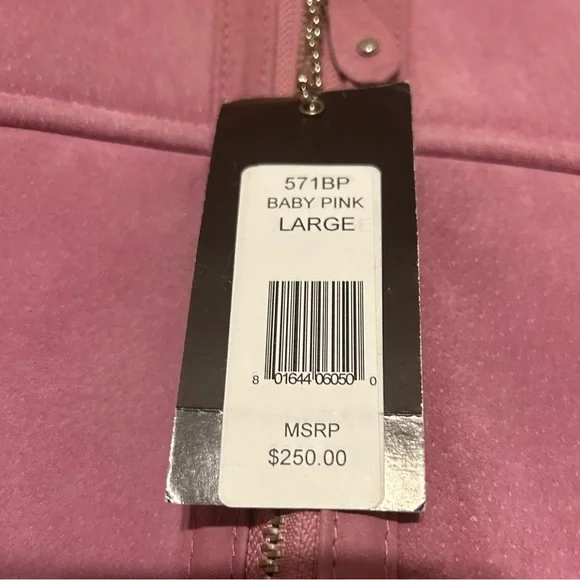 571BP
BABY PINK
LARGE
8 01644 06050 0
MSRP
$250.00